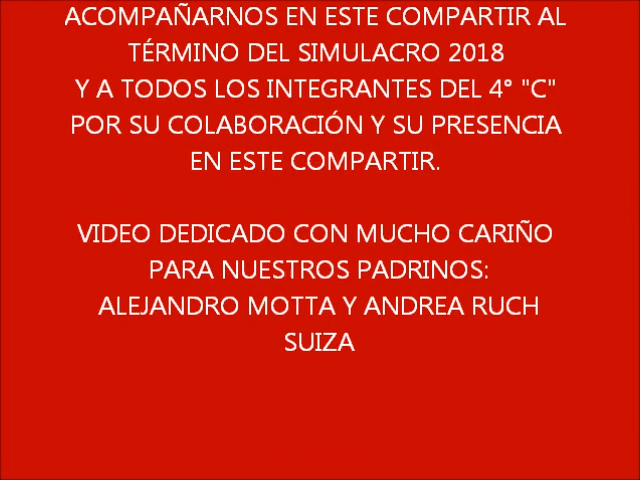 ACOMPAÑARNOS EN ESTE COMPARTIR AL
TÉRMINO DEL SIMULACRO 2018
Y A TODOS LOS INTEGRANTES DEL 4° "C"
POR SU COLABORACIÓN Y SU PRESENCIA
EN ESTE COMPARTIR.
VIDEO DEDICADO CON MUCHO CARIÑO
PARA NUESTROS PADRINOS:
ALEJANDRO MOTTA Y ANDREA RUCH
SUIZA